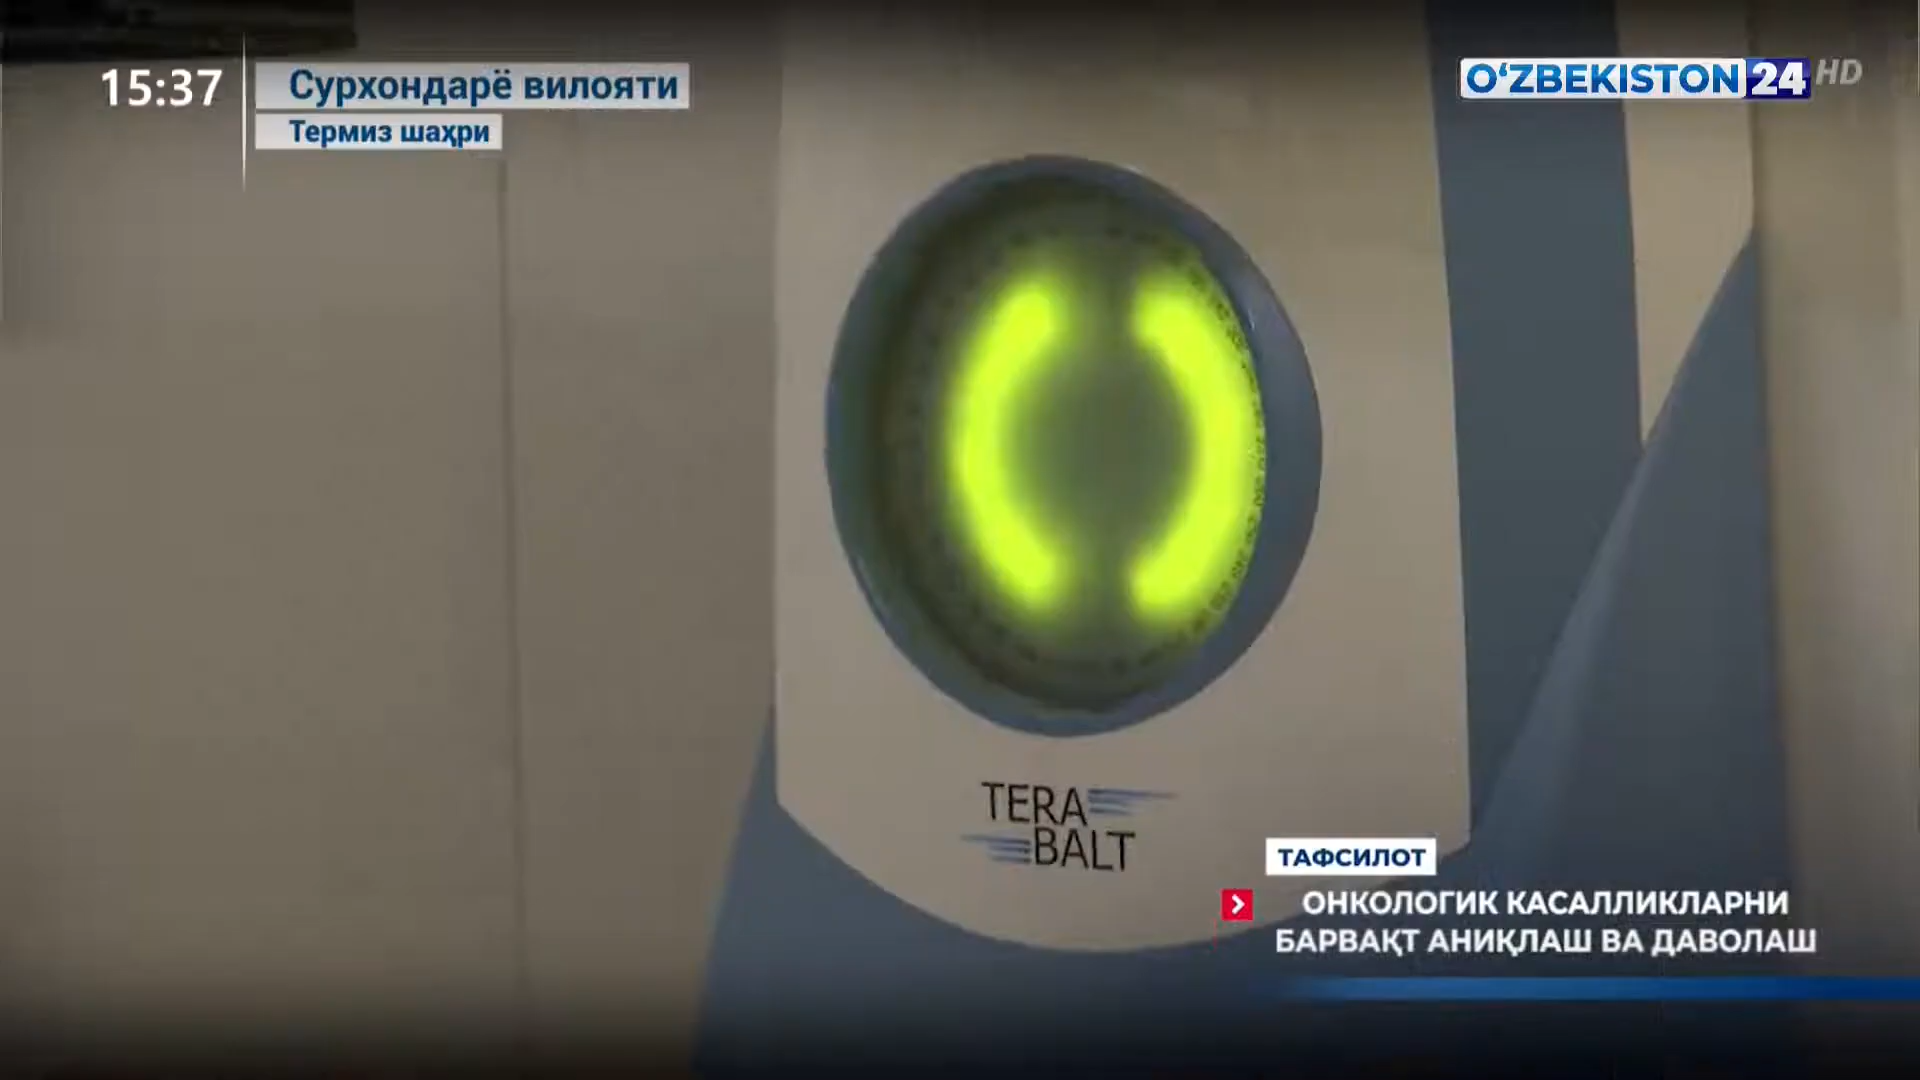 15:37
Сурхондарё вилояти
Термиз шаҳри
O‘ZBEKISTON 24 HD
TERA
BALT
ТАФСИЛОТ
ОНКОЛОГИК КАСАЛЛИКЛАРНИ
БАРВАҚТ АНИҚЛАШ ВА ДАВОЛАШ